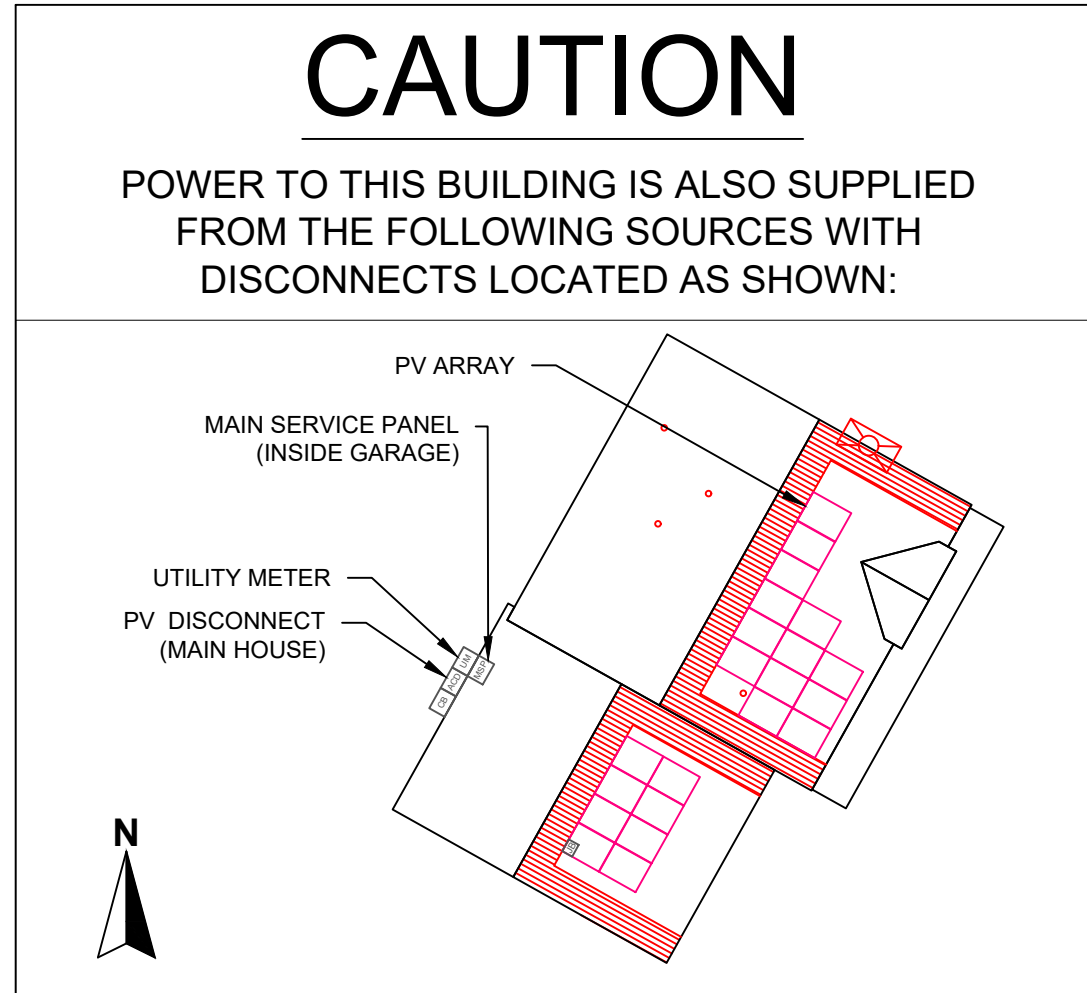 CAUTION
POWER TO THIS BUILDING IS ALSO SUPPLIED
FROM THE FOLLOWING SOURCES WITH
DISCONNECTS LOCATED AS SHOWN:
PV ARRAY
MAIN SERVICE PANEL
(INSIDE GARAGE)
UTILITY METER
PV DISCONNECT
(MAIN HOUSE)
UM
MSP
ACD
CB
JB
N